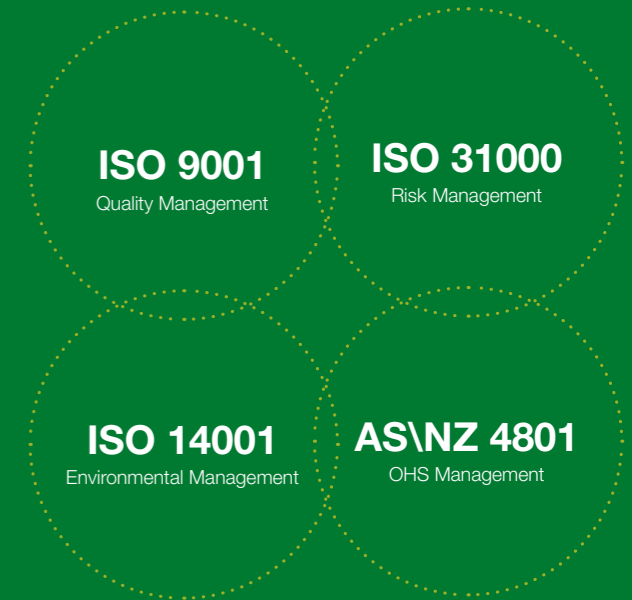 ISO 9001
Quality Management
ISO 31000
Risk Management
ISO 14001
Environmental Management
AS\NZ 4801
OHS Management